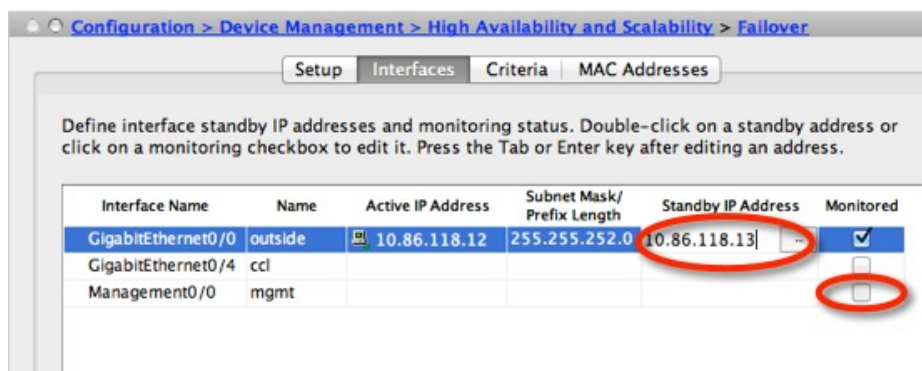 Configuration > Device Management > High Availability and Scalability > Failover
Setup Interfaces Criteria MAC Addresses
Define interface standby IP addresses and monitoring status. Double-click on a standby address or
click on a monitoring checkbox to edit it. Press the Tab or Enter key after editing an address.
Interface Name Name Active IP Address Subnet Mask/ Prefix Length Standby IP Address Monitored
GigabitEthernet0/0 outside 10.86.118.12 255.255.252.0 10.86.118.13 ...
GigabitEthernet0/4 ccl
Management0/0 mgmt